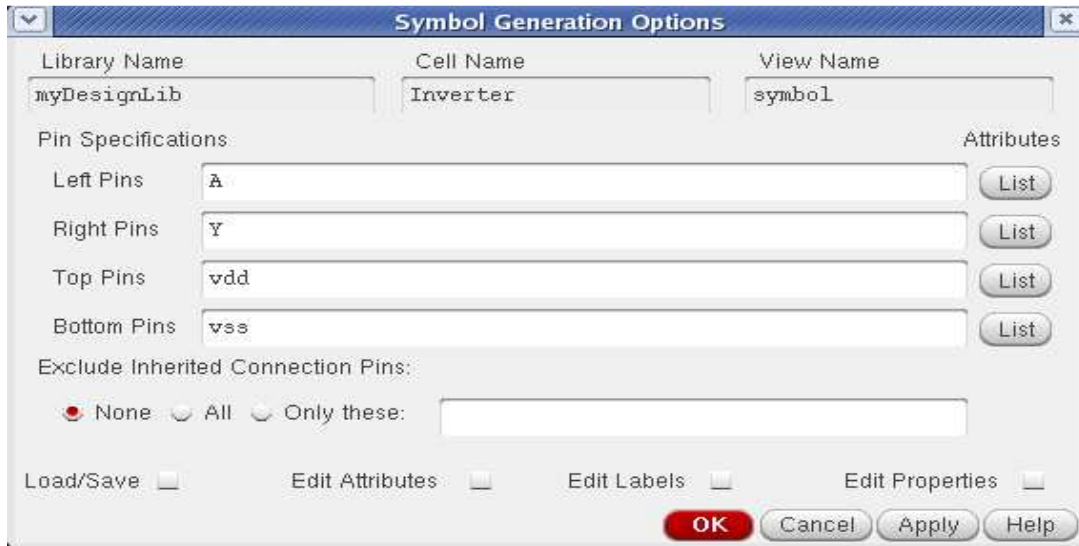 Symbol Generation Options
Library Name Cell Name View Name
myDesignLib Inverter symbol
Pin Specifications Attributes
Left Pins A List
Right Pins Y List
Top Pins vdd List
Bottom Pins vss List
Exclude Inherited Connection Pins:
None All Only these:
Load/Save Edit Attributes Edit Labels Edit Properties
OK Cancel Apply Help